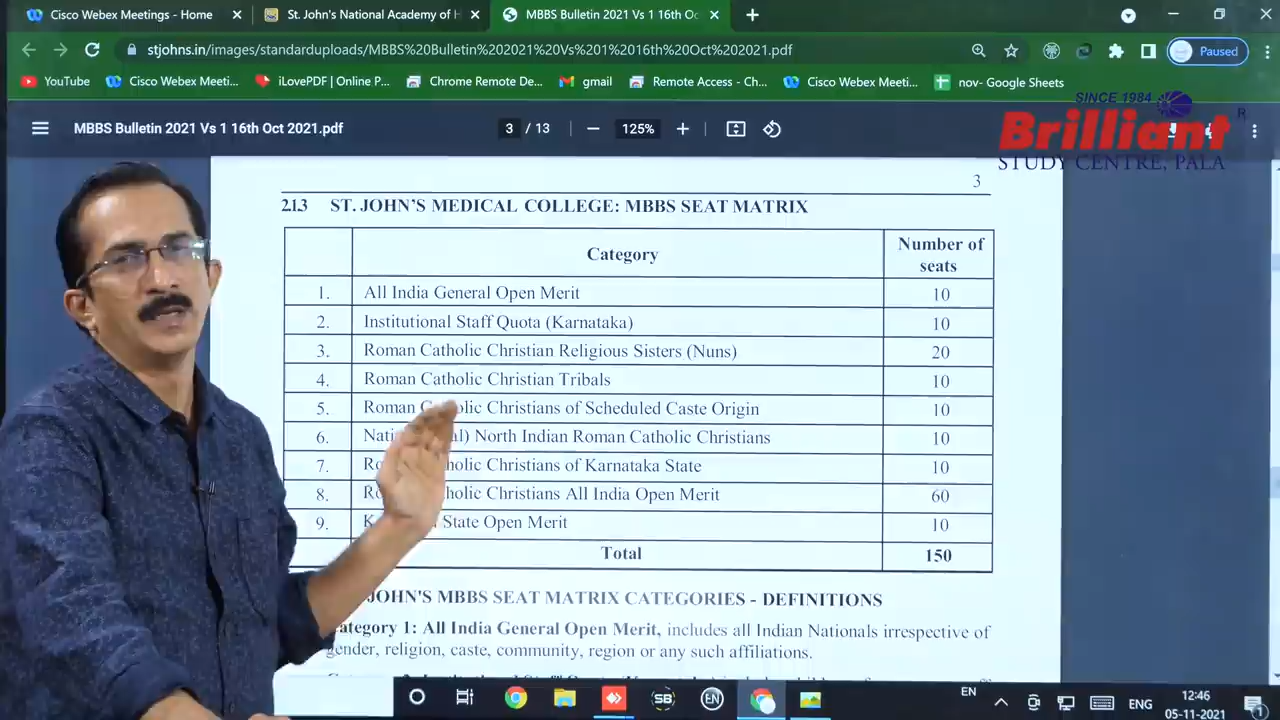 Cisco Webex Meetings - Home
St. John's National Academy of H
MBBS Bulletin 2021 Vs 1 16th Oc
stjohns.in/images/standarduploads/MBBS%20Bulletin%202021%20Vs%201%2016th%20Oct%202021.pdf
Paused
YouTube
Cisco Webex Meeti...
iLovePDF | Online P...
Chrome Remote De...
gmail
Remote Access - Ch...
Cisco Webex Meeti...
nov- Google Sheets
SINCE 1984
Brilliant
R
STUDY CENTRE, PALA
MBBS Bulletin 2021 Vs 1 16th Oct 2021.pdf
3 / 13
125%
3
2.1.3 ST. JOHN'S MEDICAL COLLEGE: MBBS SEAT MATRIX
Category
Number of
seats
1. All India General Open Merit 10
2. Institutional Staff Quota (Karnataka) 10
3. Roman Catholic Christian Religious Sisters (Nuns) 20
4. Roman Catholic Christian Tribals 10
5. Roman Catholic Christians of Scheduled Caste Origin 10
6. North Indian Roman Catholic Christians 10
7. Christians of Karnataka State 10
8. Christians All India Open Merit 60
9. State Open Merit 10
Total 150
JOHN'S MBBS SEAT MATRIX CATEGORIES - DEFINITIONS
Category 1: All India General Open Merit, includes all Indian Nationals irrespective of
gender, religion, caste, community, region or any such affiliations.
SB
EN
EN
ENG
12:46
05-11-2021
1